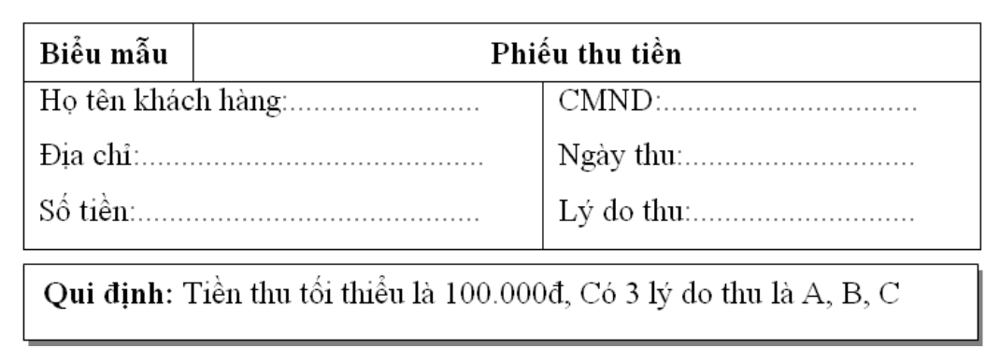 Biểu mẫu Phiếu thu tiền
Họ tên khách hàng:........................ CMND:................................
Địa chỉ:........................................... Ngày thu:.............................
Số tiền:........................................... Lý do thu:............................
Qui định: Tiền thu tối thiểu là 100.000đ, Có 3 lý do thu là A, B, C